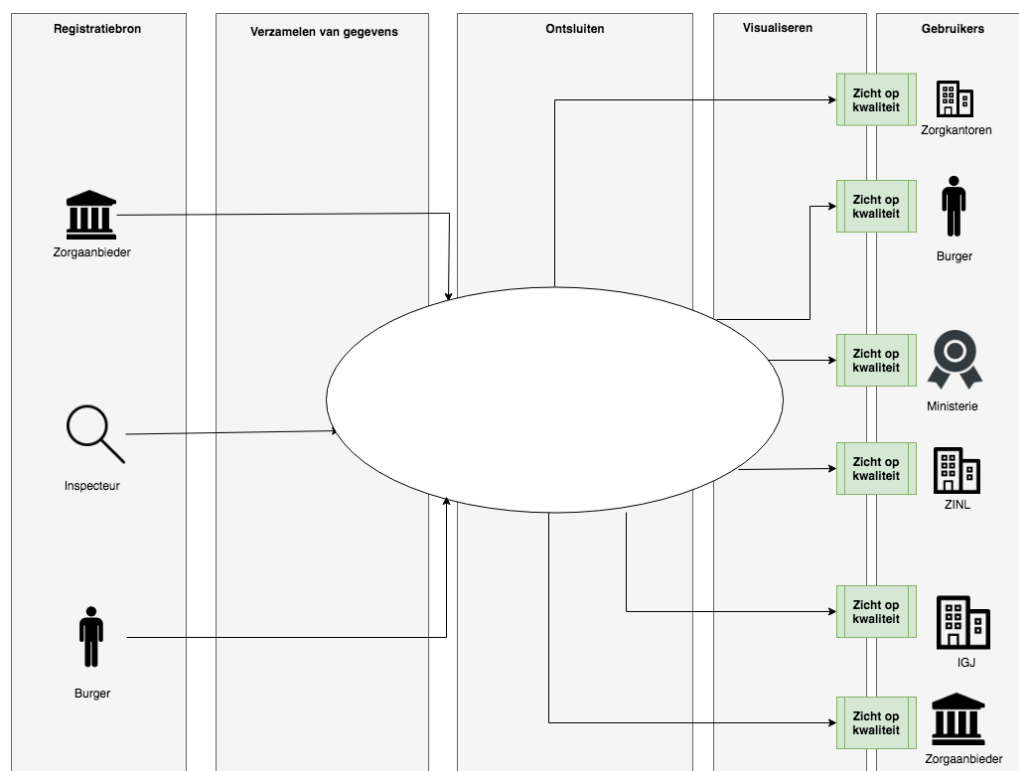 Registratiebron
Verzamelen van gegevens
Ontsluiten
Visualiseren
Gebruikers
Zorgaanbieder
Inspecteur
Burger
Zicht op
kwaliteit
Zorgkantoren
Zicht op
kwaliteit
Burger
Zicht op
kwaliteit
Ministerie
Zicht op
kwaliteit
ZINL
Zicht op
kwaliteit
IGJ
Zicht op
kwaliteit
Zorgaanbieder